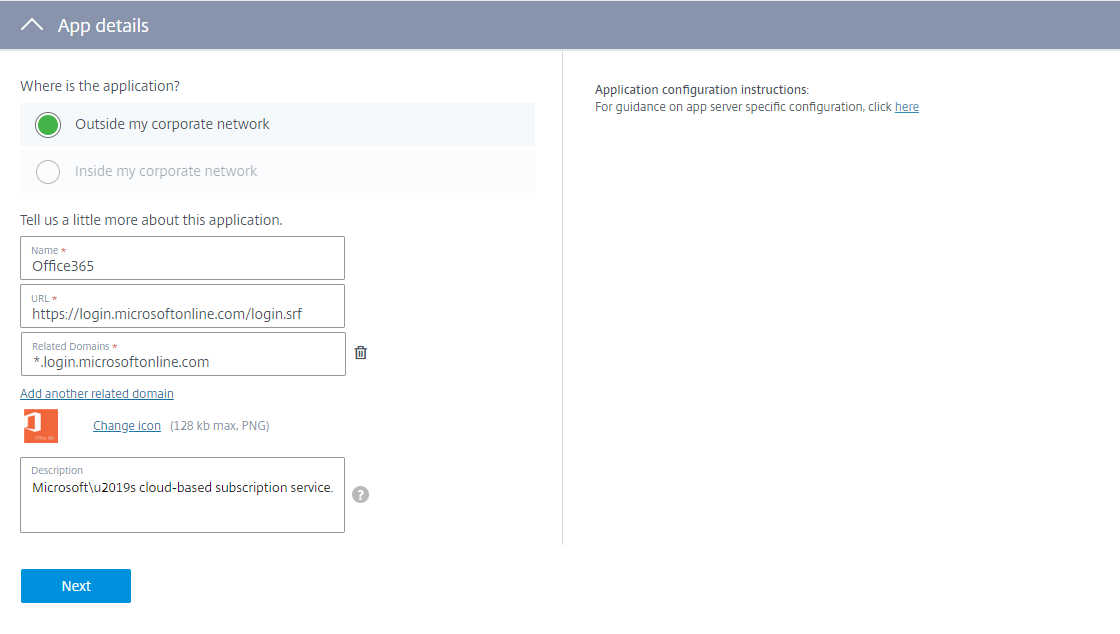 App details
Where is the application?
Outside my corporate network
Inside my corporate network
Tell us a little more about this application.
Name *
Office365
URL *
https://login.microsoftonline.com/login.srf
Related Domains *
*.login.microsoftonline.com
Add another related domain
Change icon (128 kb max, PNG)
Description
Microsoft\u2019s cloud-based subscription service.
?
Next
Application configuration instructions:
For guidance on app server specific configuration, click here